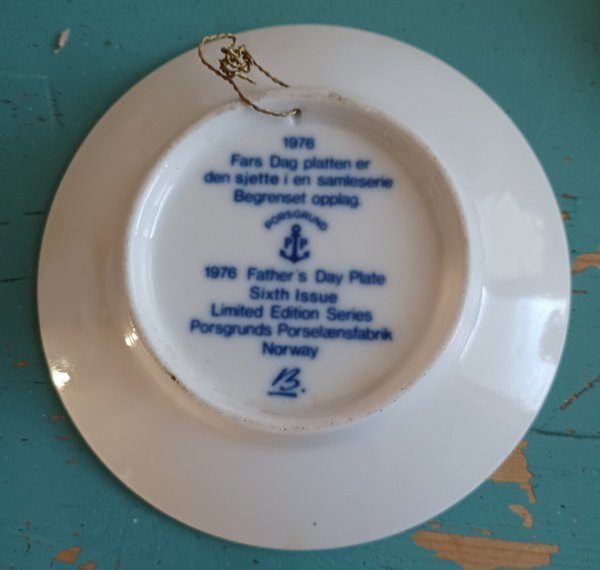 1976
Fars Dag platten er
den sjette i en samleserie
Begrenset opplag.
PORSGRUND
P P
1976 Father's Day Plate
Sixth Issue
Limited Edition Series
Porsgrunds Porselænsfabrik
Norway
B.